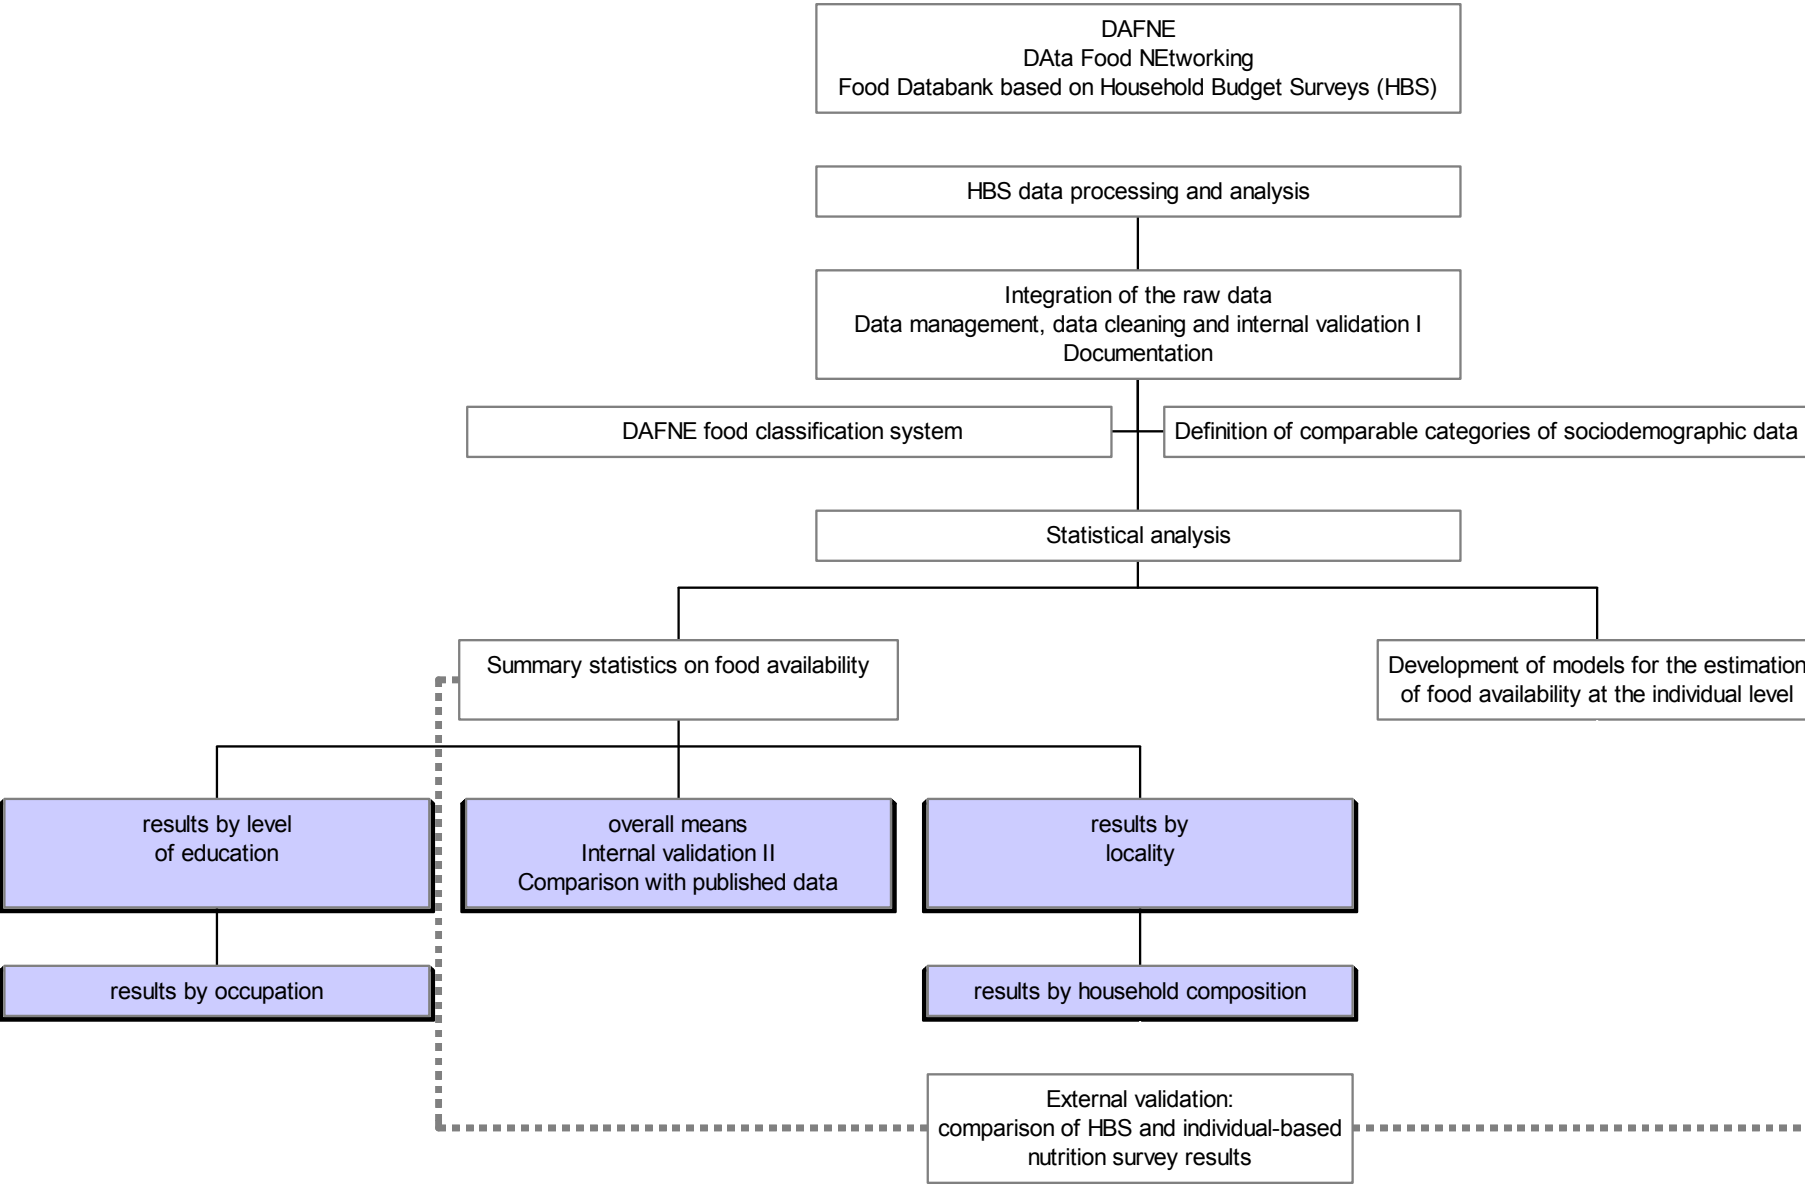 DAFNE
DAta Food NEtworking
Food Databank based on Household Budget Surveys (HBS)
HBS data processing and analysis
Integration of the raw data
Data management, data cleaning and internal validation I
Documentation
DAFNE food classification system
Definition of comparable categories of sociodemographic data
Statistical analysis
Summary statistics on food availability
Development of models for the estimation
of food availability at the individual level
results by level
of education
overall means
Internal validation II
Comparison with published data
results by
locality
results by occupation
results by household composition
External validation:
comparison of HBS and individual-based
nutrition survey results